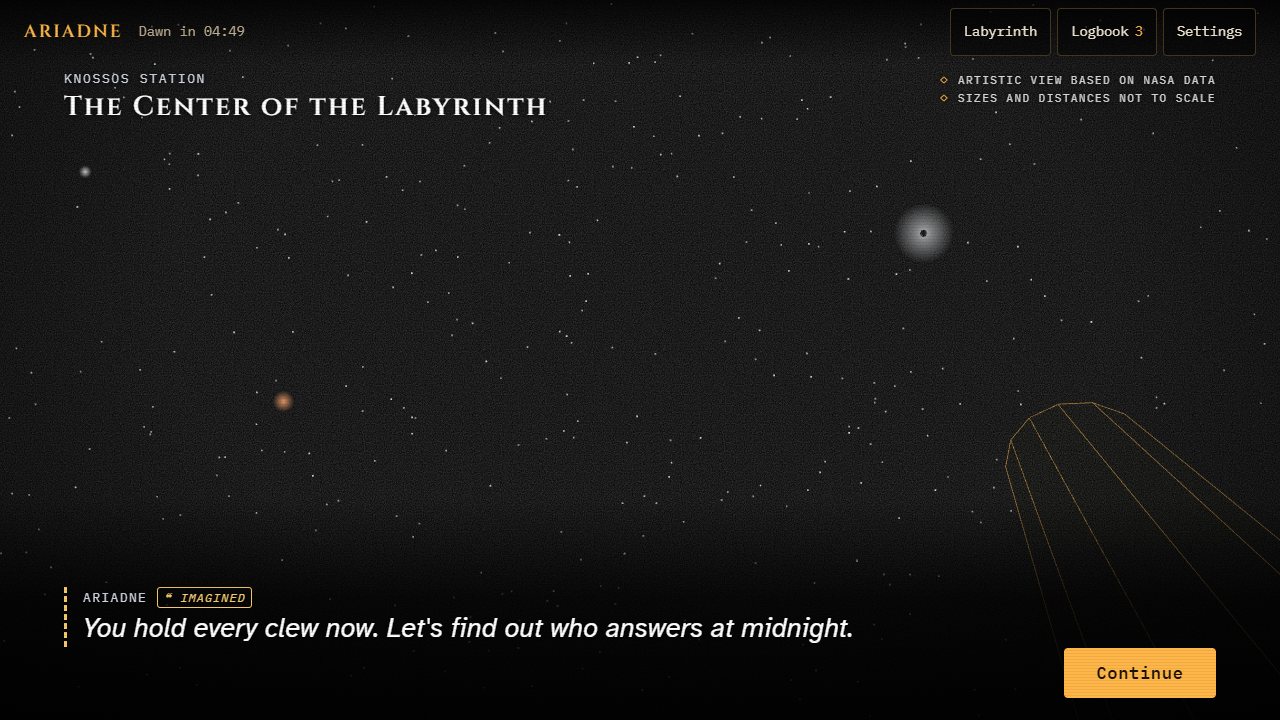 ARIADNE Dawn in 04:49 Labyrinth Logbook 3 Settings
KNOSSOS STATION
The Center of the Labyrinth
ARTISTIC VIEW BASED ON NASA DATA
SIZES AND DISTANCES NOT TO SCALE
ARIADNE ❝ IMAGINED
You hold every clew now. Let's find out who answers at midnight.
Continue